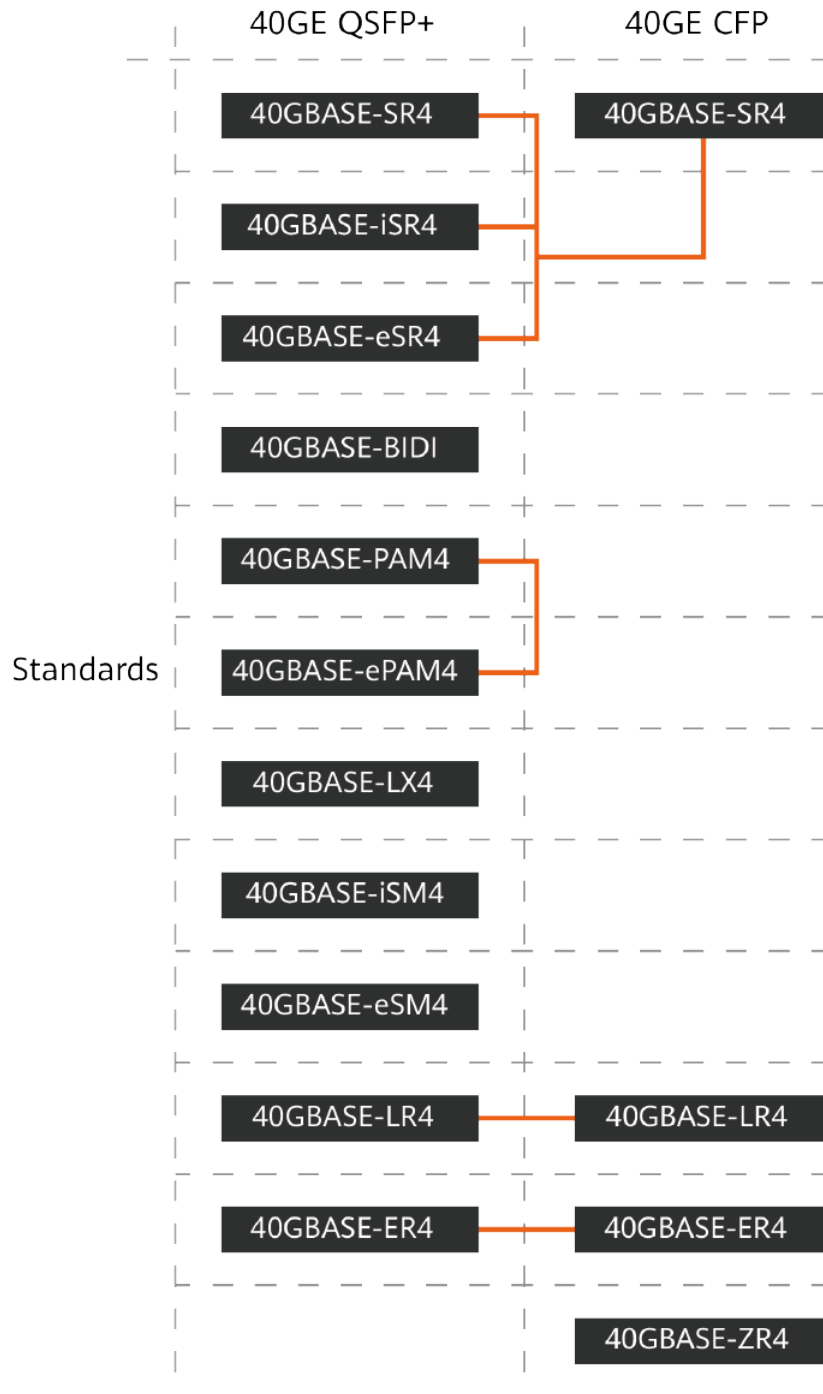 40GE QSFP+ 40GE CFP
40GBASE-SR4 40GBASE-SR4
40GBASE-iSR4
40GBASE-eSR4
40GBASE-BIDI
40GBASE-PAM4
Standards 40GBASE-ePAM4
40GBASE-LX4
40GBASE-iSM4
40GBASE-eSM4
40GBASE-LR4 40GBASE-LR4
40GBASE-ER4 40GBASE-ER4
40GBASE-ZR4